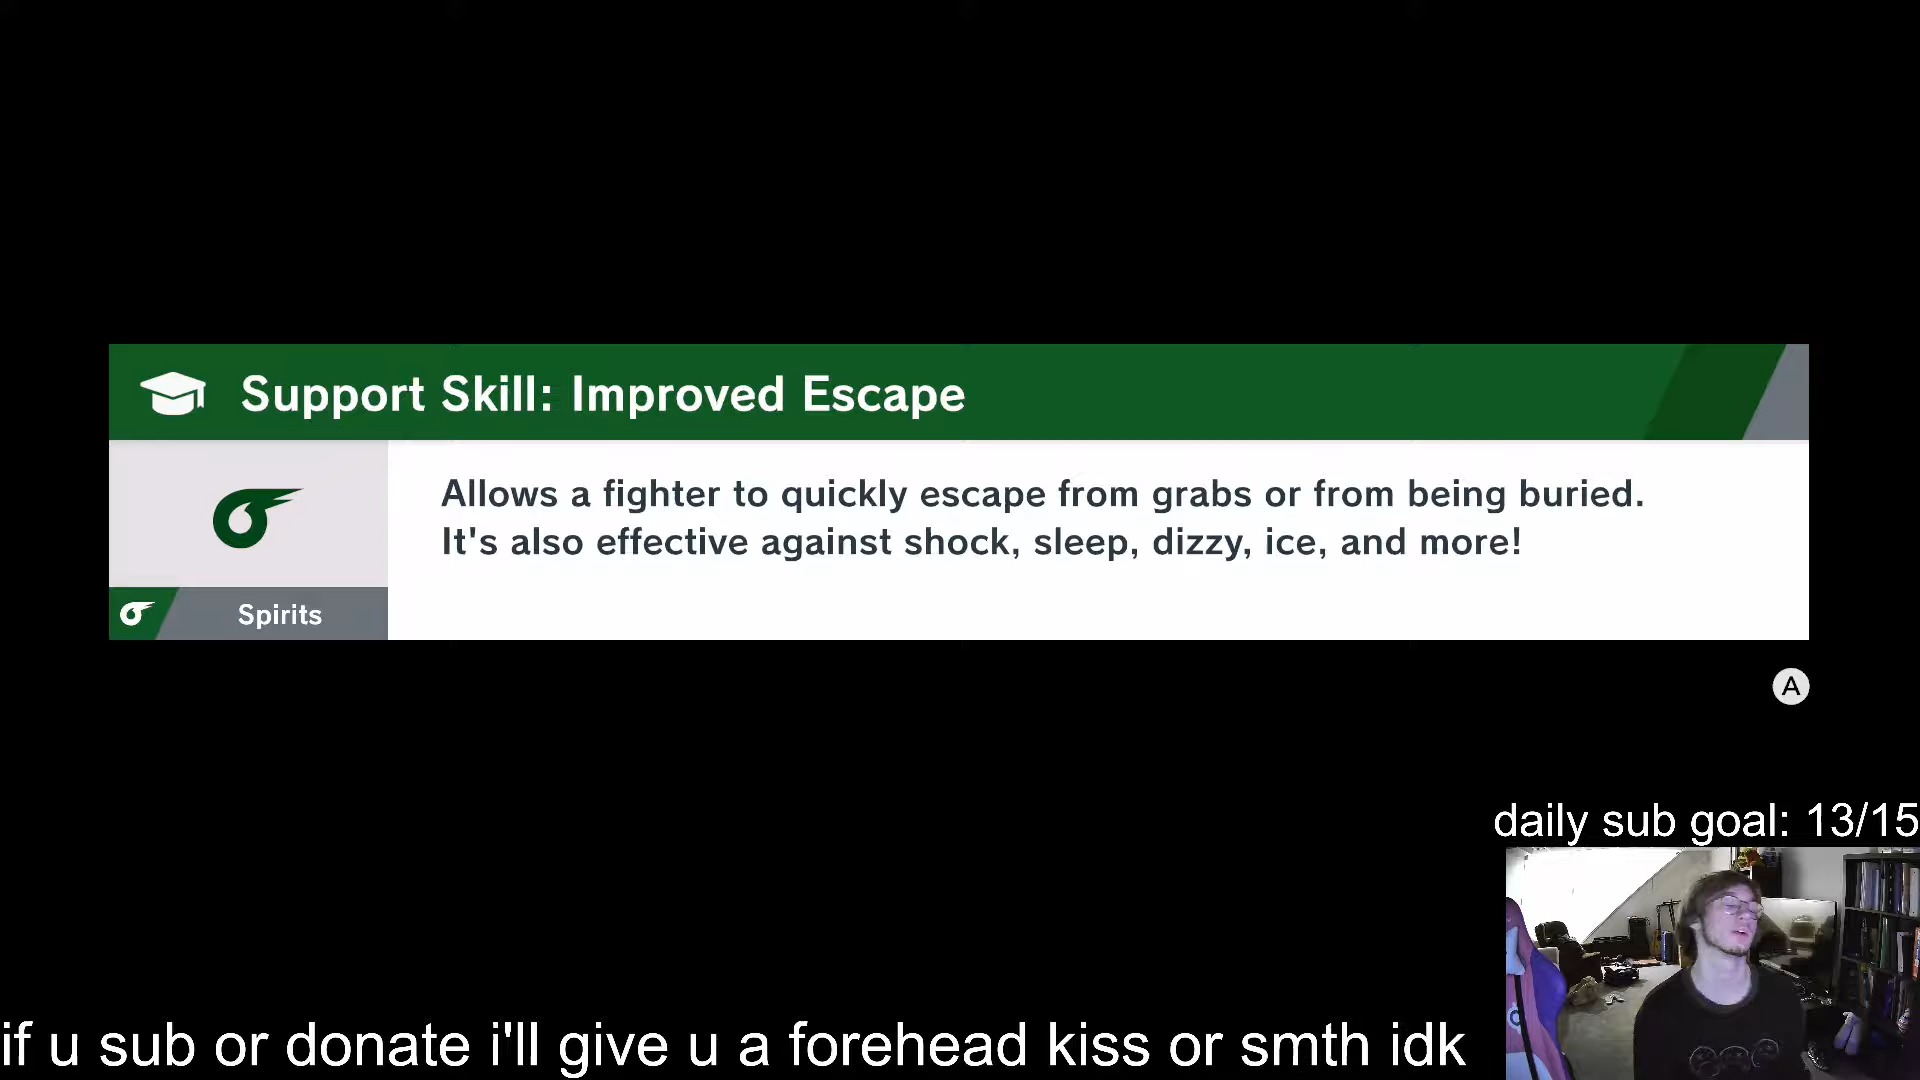 Support Skill: Improved Escape
Allows a fighter to quickly escape from grabs or from being buried.
It's also effective against shock, sleep, dizzy, ice, and more!
Spirits
A
daily sub goal: 13/15
if u sub or donate i'll give u a forehead kiss or smth idk